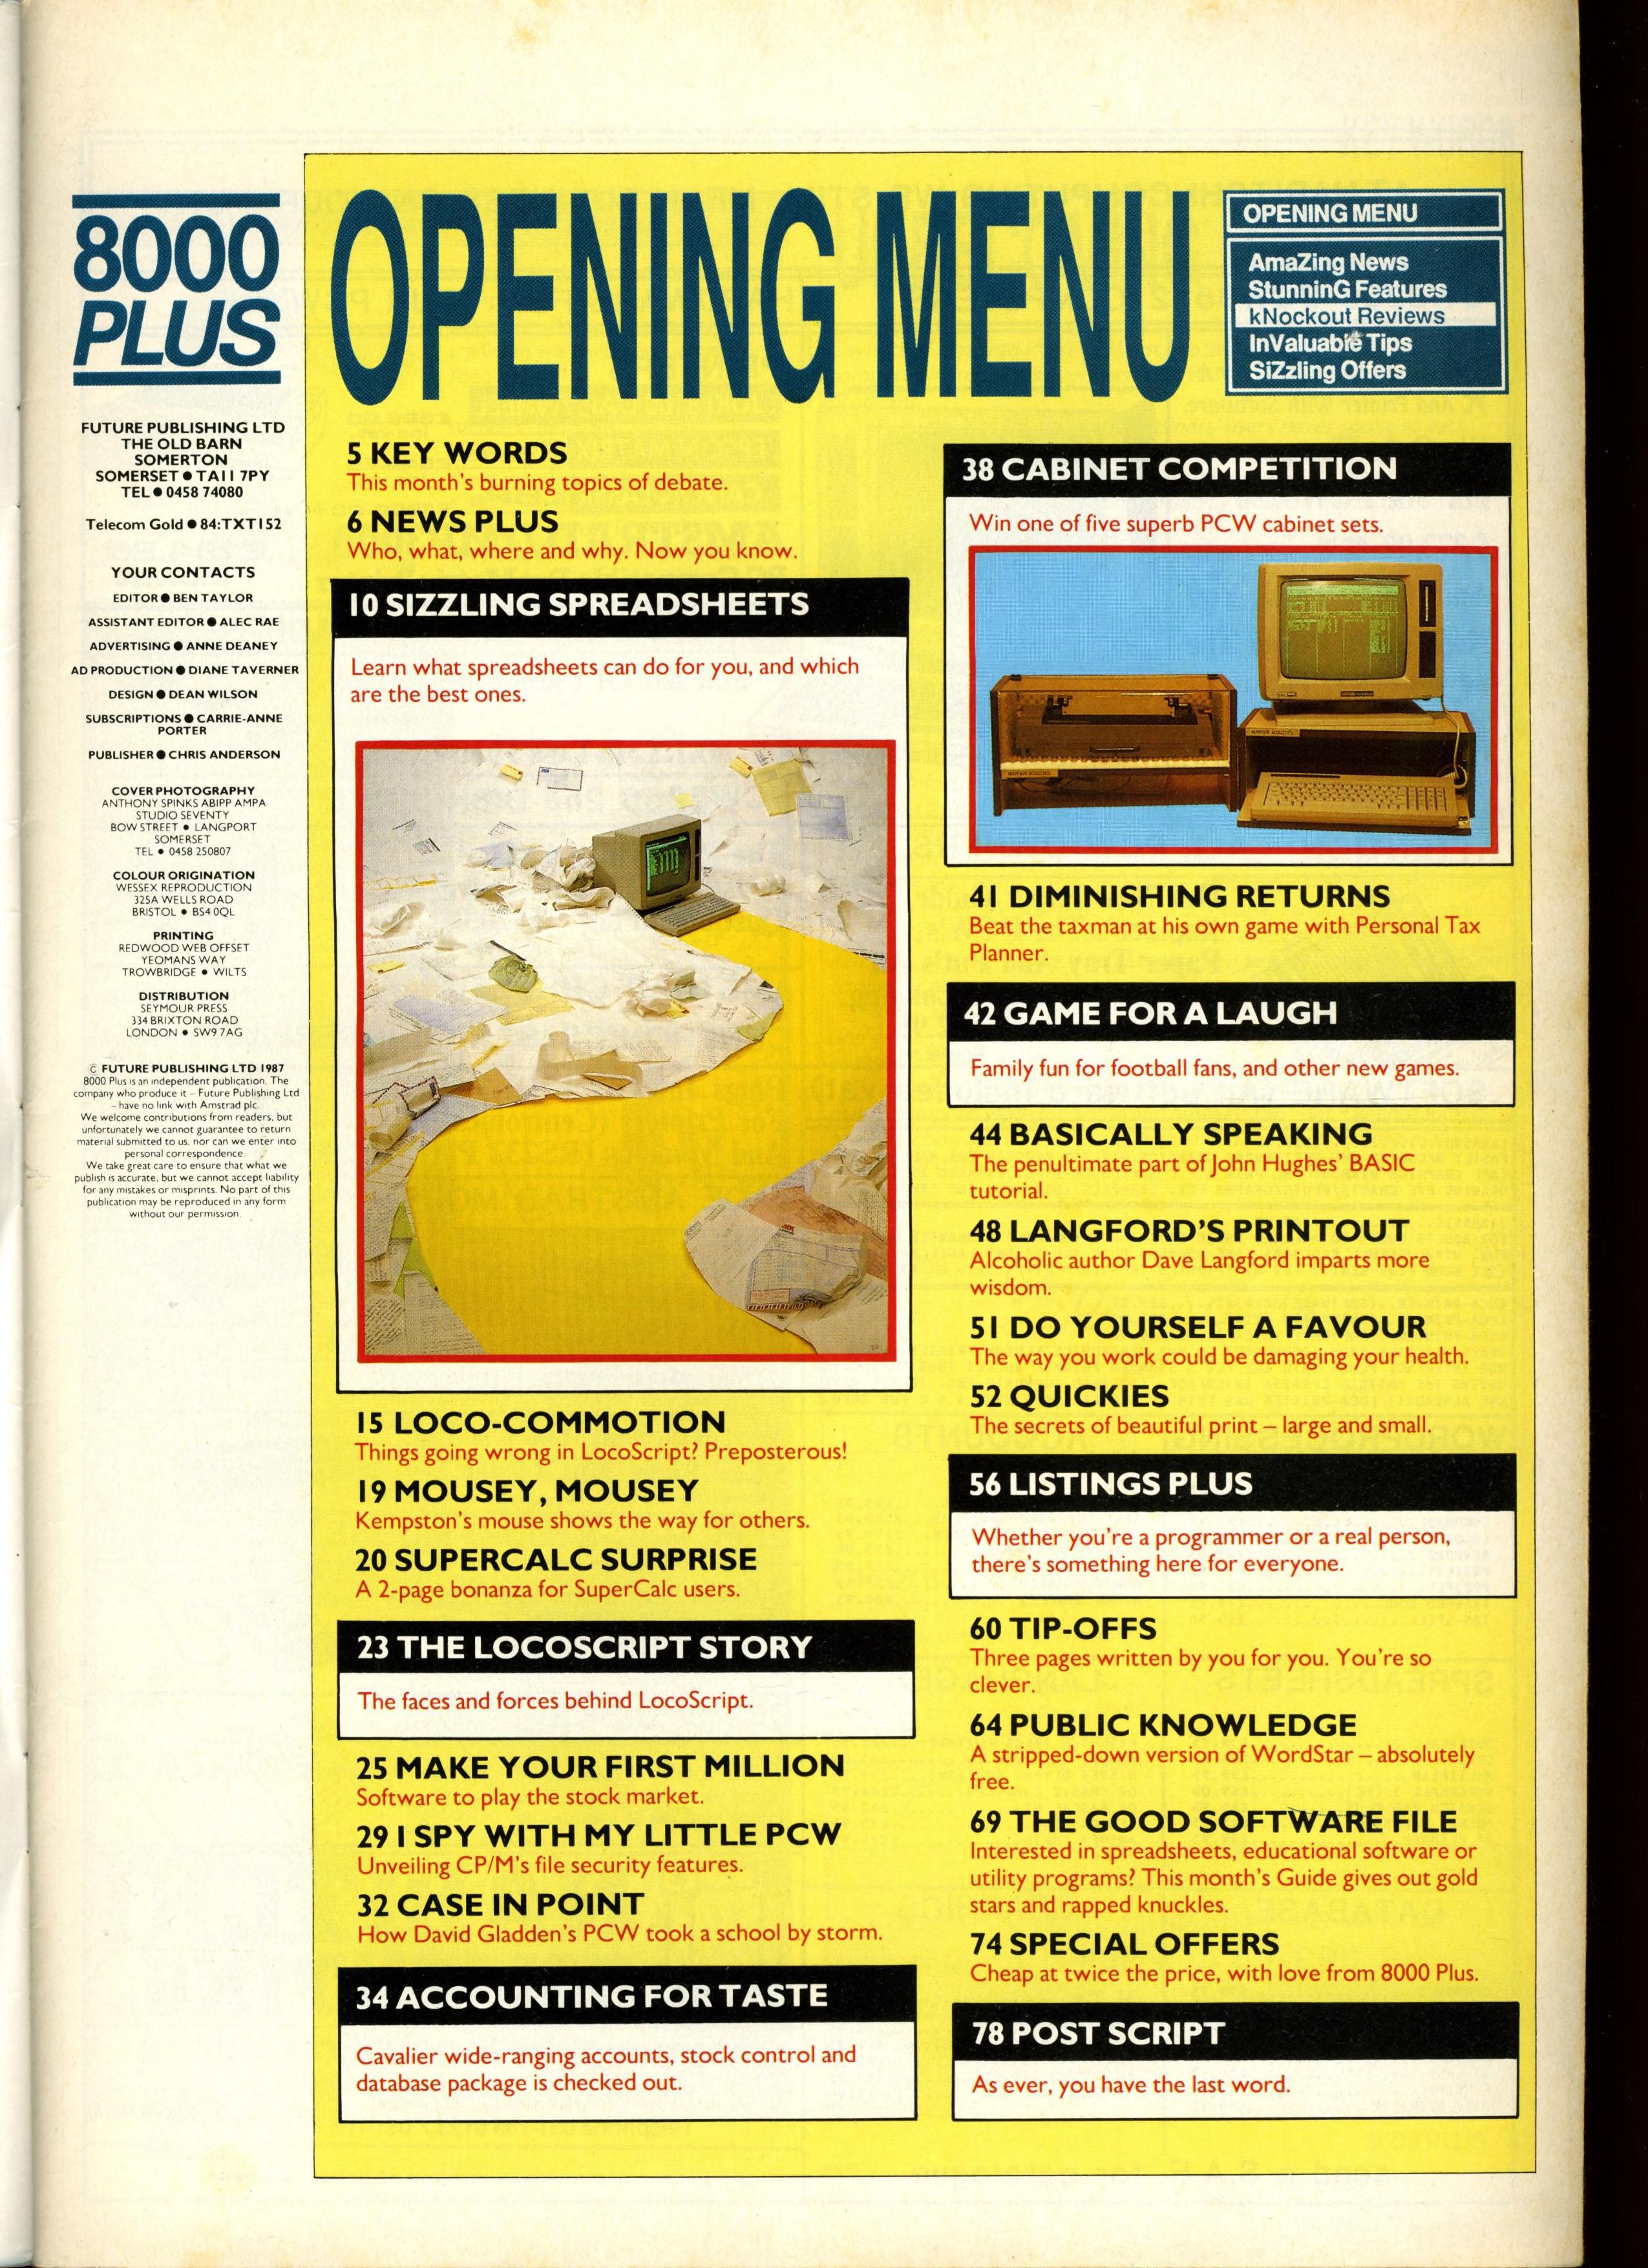 8000
PLUS
FUTURE PUBLISHING LTD
THE OLD BARN
SOMERTON
SOMERSET ● TA11 7PY
TEL ● 0458 74080
Telecom Gold ● 84:TXT152
YOUR CONTACTS
EDITOR ● BEN TAYLOR
ASSISTANT EDITOR ● ALEC RAE
ADVERTISING ● ANNE DEANEY
AD PRODUCTION ● DIANE TAVERNER
DESIGN ● DEAN WILSON
SUBSCRIPTIONS ● CARRIE-ANNE
PORTER
PUBLISHER ● CHRIS ANDERSON
COVER PHOTOGRAPHY
ANTHONY SPINKS ABIPP AMPA
STUDIO SEVENTY
BOW STREET ● LANGPORT
SOMERSET
TEL ● 0458 250807
COLOUR ORIGINATION
WESSEX REPRODUCTION
325A WELLS ROAD
BRISTOL ● BS4 0QL
PRINTING
REDWOOD WEB OFFSET
YEOMANS WAY
TROWBRIDGE ● WILTS
DISTRIBUTION
SEYMOUR PRESS
334 BRIXTON ROAD
LONDON ● SW9 7AG
© FUTURE PUBLISHING LTD 1987
8000 Plus is an independent publication. The
company who produce it – Future Publishing Ltd
– have no link with Amstrad plc.
We welcome contributions from readers, but
unfortunately we cannot guarantee to return
material submitted to us, nor can we enter into
personal correspondence.
We take great care to ensure that what we
publish is accurate, but we cannot accept liability
for any mistakes or misprints. No part of this
publication may be reproduced in any form
without our permission.
OPENING MENU
OPENING MENU
AmaZing News
StunninG Features
kNockout Reviews
InValuable Tips
SiZzling Offers
5 KEY WORDS
This month's burning topics of debate.
6 NEWS PLUS
Who, what, where and why. Now you know.
10 SIZZLING SPREADSHEETS
Learn what spreadsheets can do for you, and which
are the best ones.
15 LOCO-COMMOTION
Things going wrong in LocoScript? Preposterous!
19 MOUSEY, MOUSEY
Kempston's mouse shows the way for others.
20 SUPERCALC SURPRISE
A 2-page bonanza for SuperCalc users.
23 THE LOCOSCRIPT STORY
The faces and forces behind LocoScript.
25 MAKE YOUR FIRST MILLION
Software to play the stock market.
29 I SPY WITH MY LITTLE PCW
Unveiling CP/M's file security features.
32 CASE IN POINT
How David Gladden's PCW took a school by storm.
34 ACCOUNTING FOR TASTE
Cavalier wide-ranging accounts, stock control and
database package is checked out.
38 CABINET COMPETITION
Win one of five superb PCW cabinet sets.
41 DIMINISHING RETURNS
Beat the taxman at his own game with Personal Tax
Planner.
42 GAME FOR A LAUGH
Family fun for football fans, and other new games.
44 BASICALLY SPEAKING
The penultimate part of John Hughes' BASIC
tutorial.
48 LANGFORD'S PRINTOUT
Alcoholic author Dave Langford imparts more
wisdom.
51 DO YOURSELF A FAVOUR
The way you work could be damaging your health.
52 QUICKIES
The secrets of beautiful print – large and small.
56 LISTINGS PLUS
Whether you're a programmer or a real person,
there's something here for everyone.
60 TIP-OFFS
Three pages written by you for you. You're so
clever.
64 PUBLIC KNOWLEDGE
A stripped-down version of WordStar – absolutely
free.
69 THE GOOD SOFTWARE FILE
Interested in spreadsheets, educational software or
utility programs? This month's Guide gives out gold
stars and rapped knuckles.
74 SPECIAL OFFERS
Cheap at twice the price, with love from 8000 Plus.
78 POST SCRIPT
As ever, you have the last word.